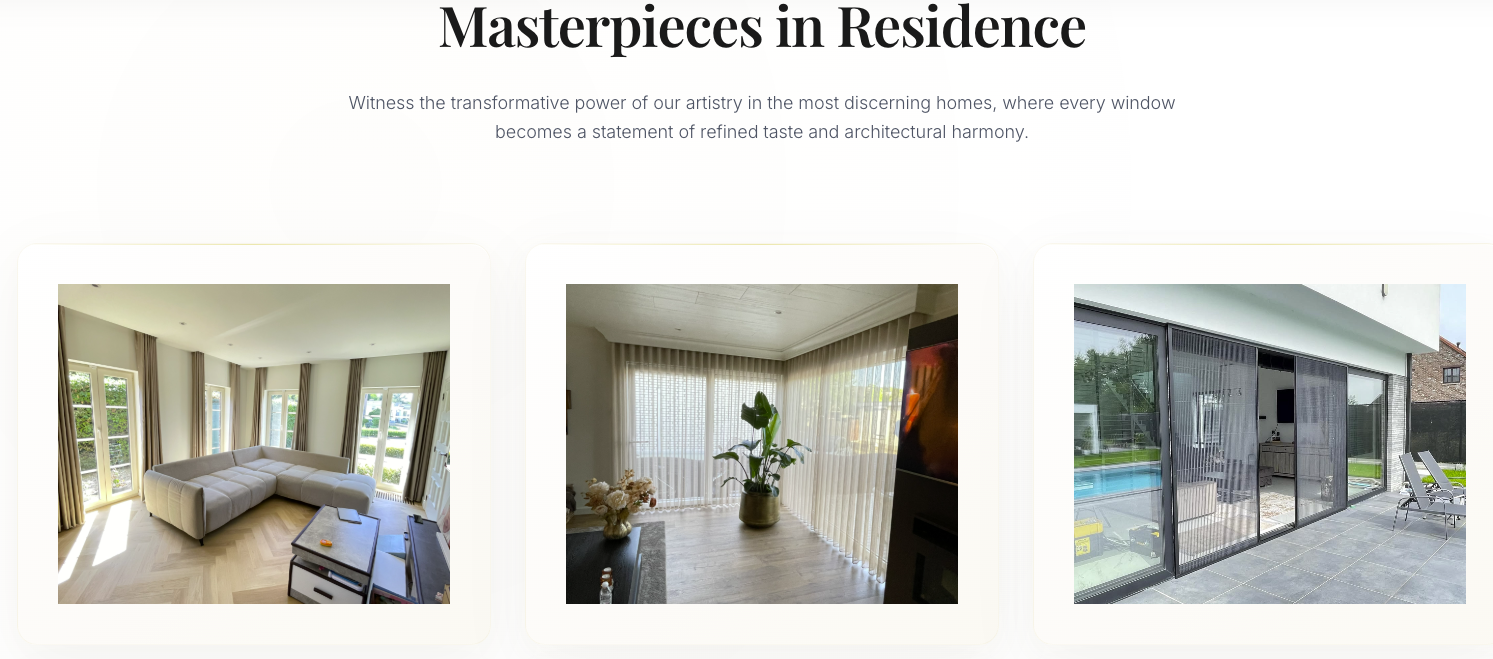 Masterpieces in Residence
Witness the transformative power of our artistry in the most discerning homes, where every window
becomes a statement of refined taste and architectural harmony.